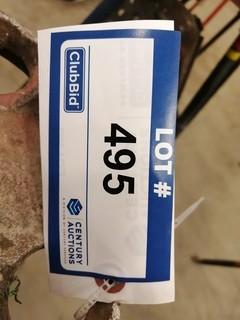 LOT #
ClubBid
495
CENTURY
AUCTIONS